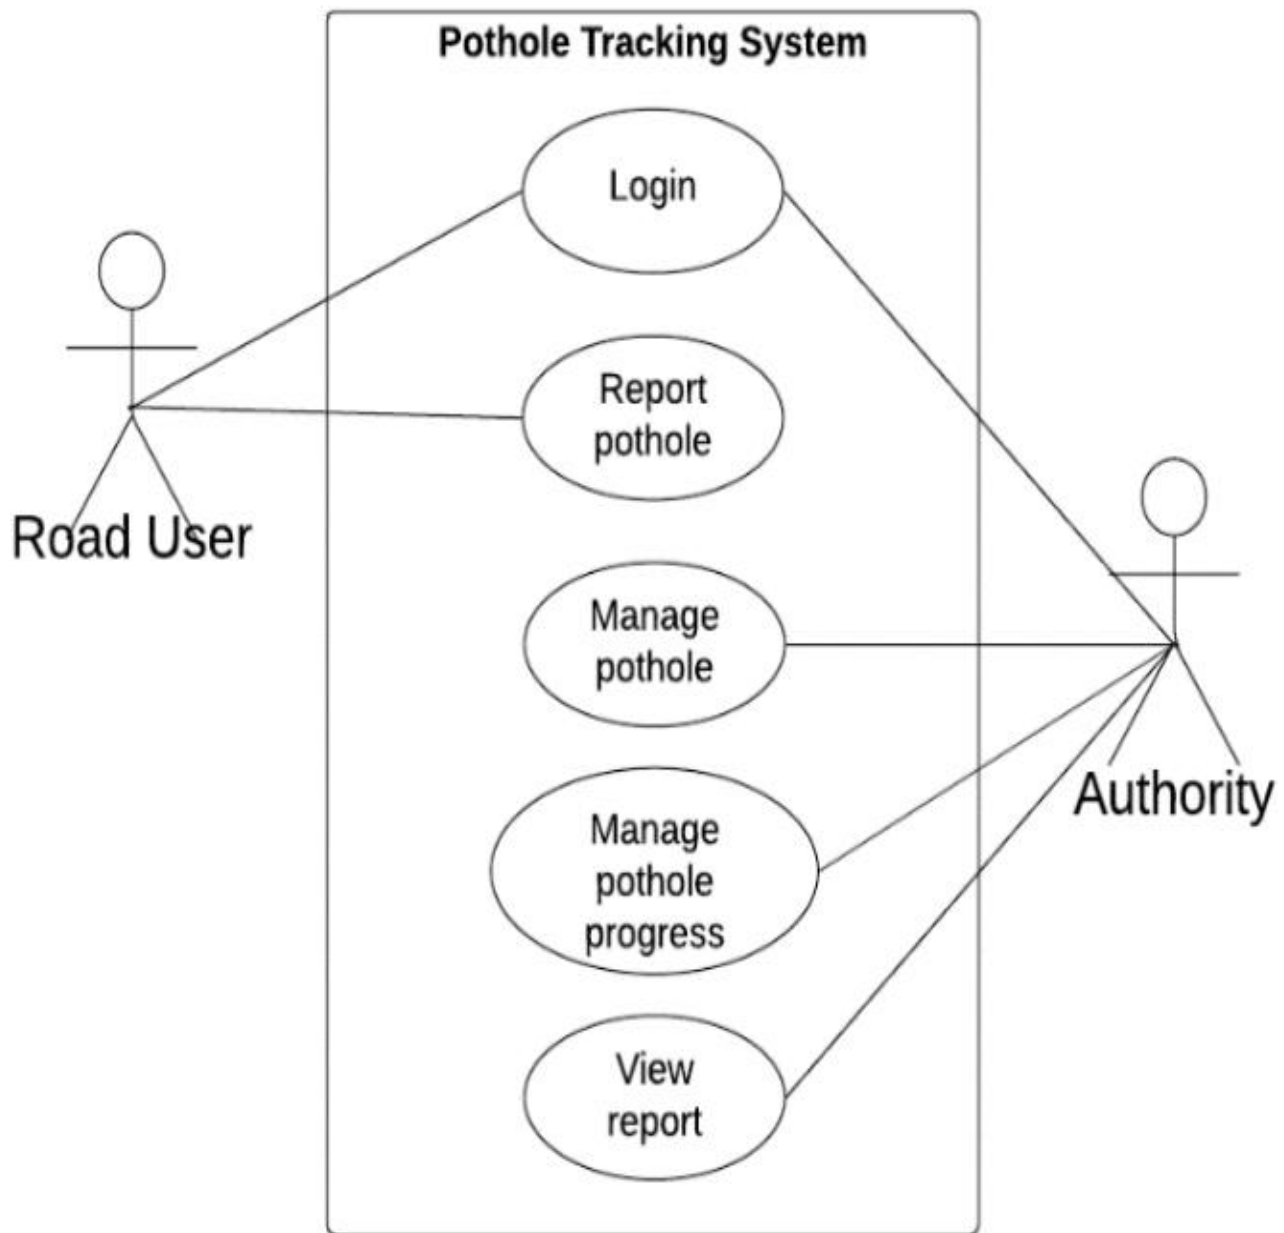 Pothole Tracking System
Login
Report
pothole
Road User
Manage
pothole
Authority
Manage
pothole
progress
View
report